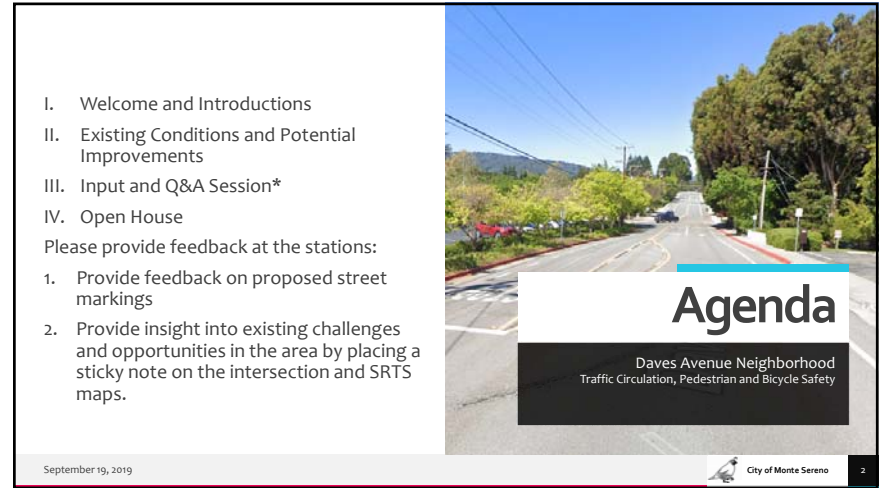 I. Welcome and Introductions
II. Existing Conditions and Potential
Improvements
III. Input and Q&A Session*
IV. Open House
Please provide feedback at the stations:
1. Provide feedback on proposed street
markings
2. Provide insight into existing challenges
and opportunities in the area by placing a
sticky note on the intersection and SRTS
maps.
Agenda
Daves Avenue Neighborhood
Traffic Circulation, Pedestrian and Bicycle Safety
September 19, 2019
City of Monte Sereno
2